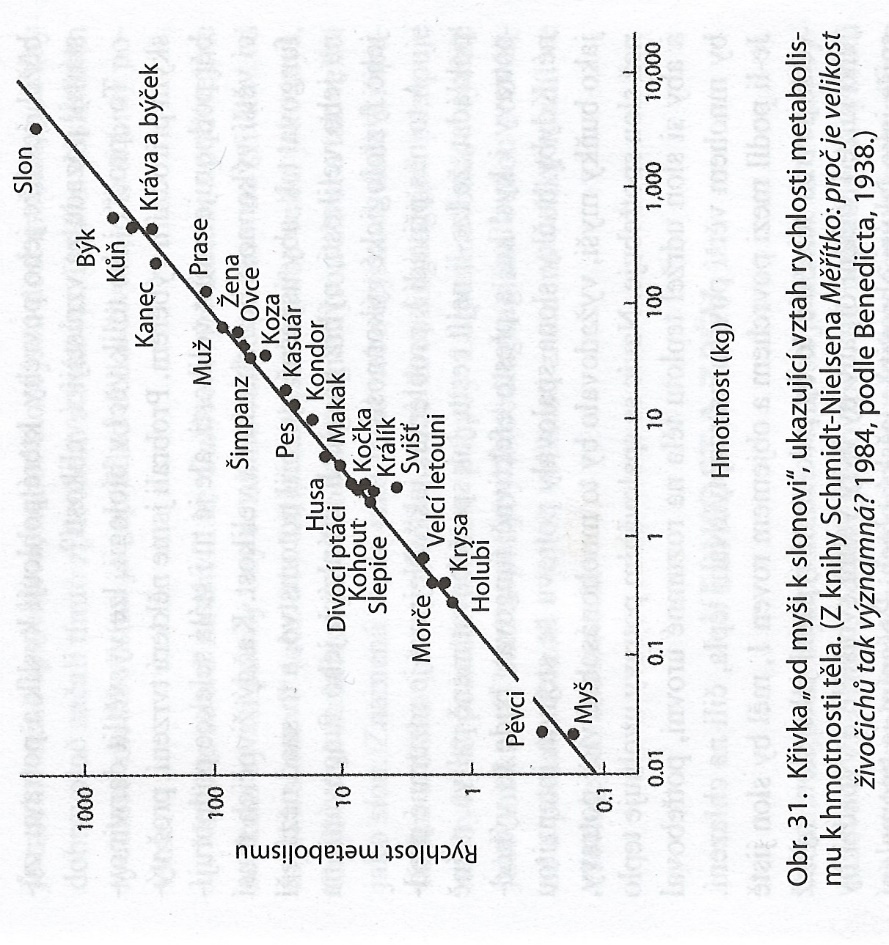 Slon
Býk
Kůň
Kráva a býček
Kanec
Prase
Muž
Žena
Ovce
Šimpanz
Koza
Kasuár
Pes
Kondor
Makak
Husa
Kočka
Divocí ptáci
Králík
Kohout
Svišť
Slepice
Velcí letouni
Morče
Krysa
Holubi
Pěvci
Myš
1000
100
10
1
0.1
Rychlost metabolismu
0.01
0.1
1
10
100
1,000
10,000
Hmotnost (kg)
Obr. 31. Křivka „od myši k slonovi“, ukazující vztah rychlosti metabolis-
mu k hmotnosti těla. (Z knihy Schmidt-Nielsena Měřítko: proč je velikost
živočichů tak významná? 1984, podle Benedicta, 1938.)